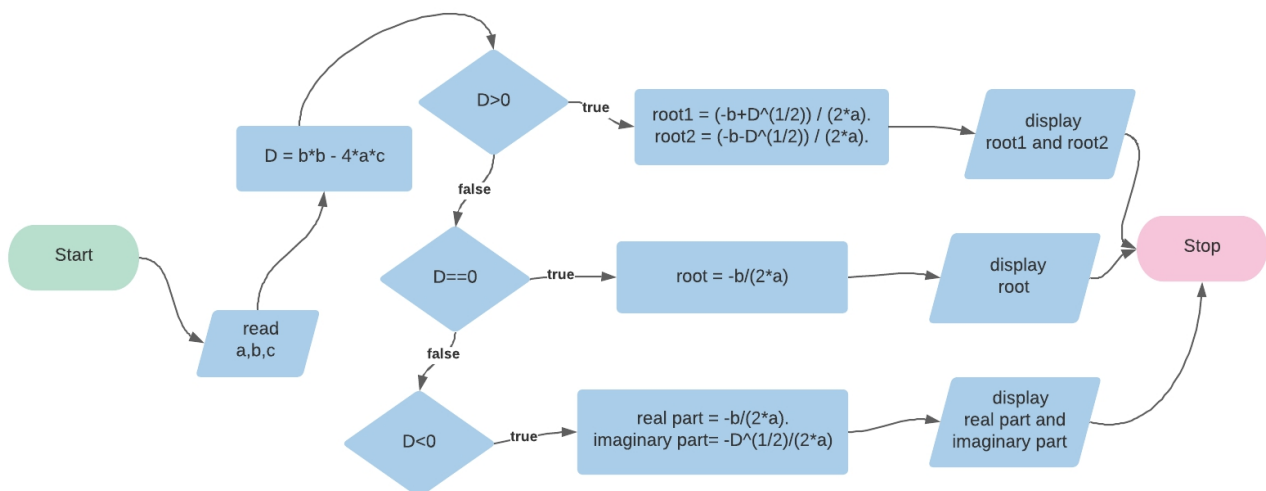 Start
read
a,b,c
D = b*b - 4*a*c
D>0
true
root1 = (-b+D^(1/2)) / (2*a).
root2 = (-b-D^(1/2)) / (2*a).
display
root1 and root2
false
D==0
true
root = -b/(2*a)
display
root
false
D<0
true
real part = -b/(2*a).
imaginary part= -D^(1/2)/(2*a)
display
real part and
imaginary part
Stop